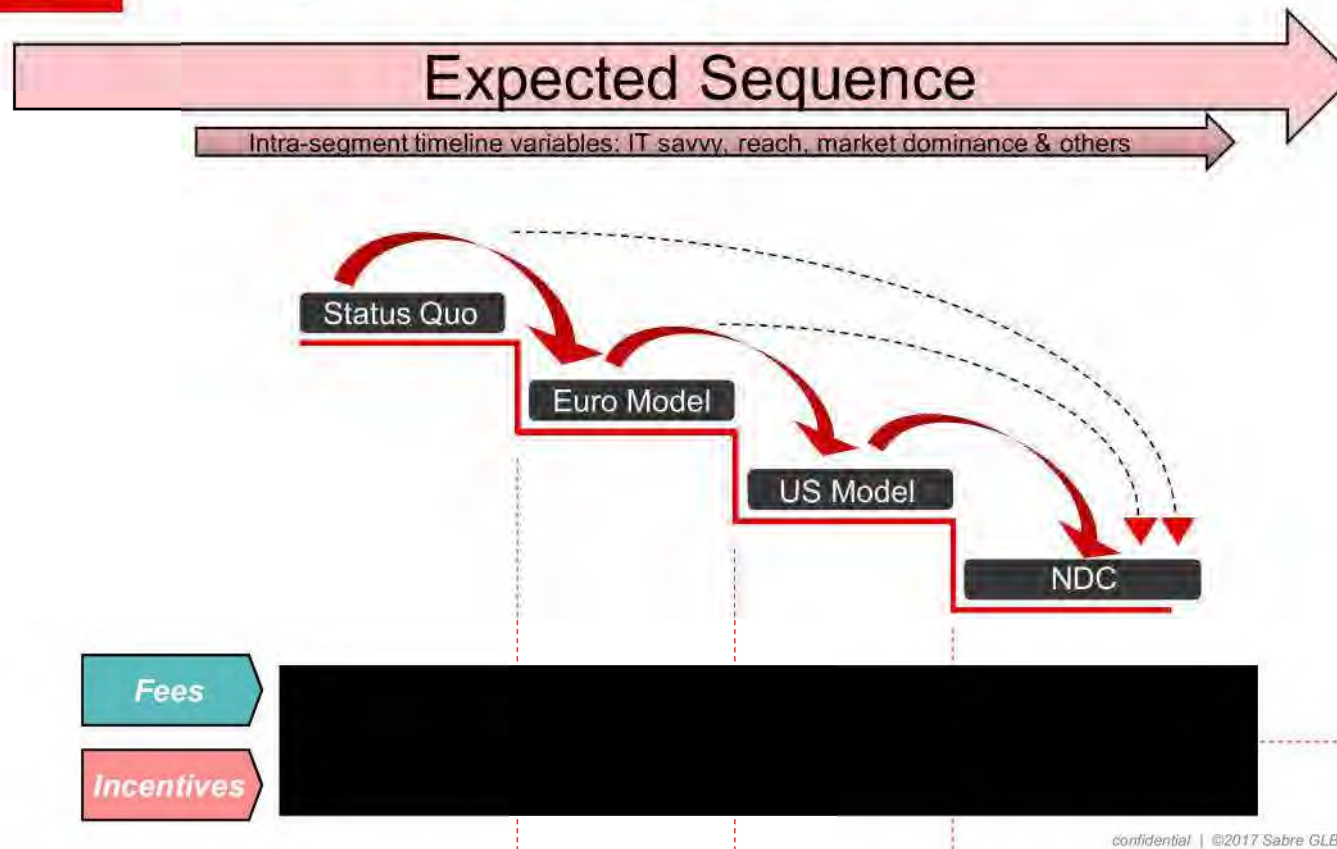 Expected Sequence
Intra-segment timeline variables: IT savvy, reach, market dominance & others
Status Quo
Euro Model
US Model
NDC
Fees
Incentives
confidential | ©2017 Sabre GLB